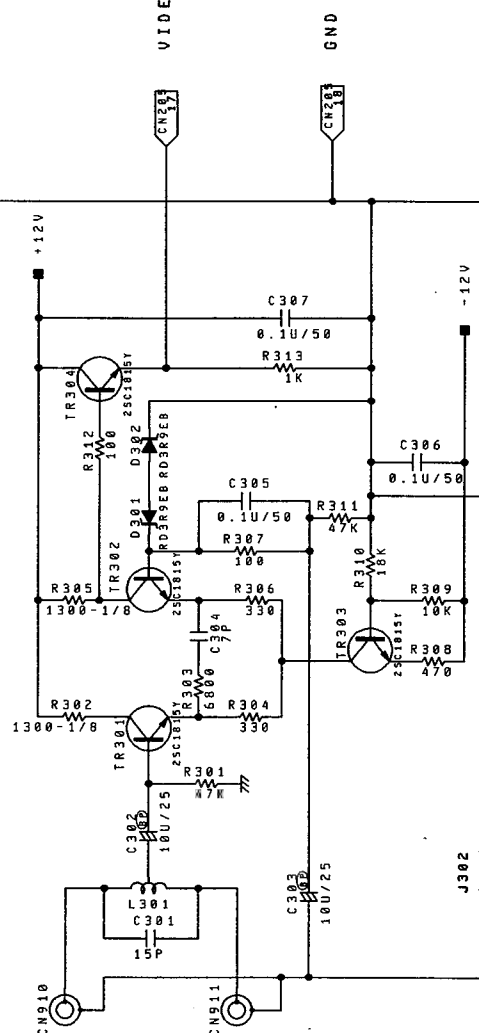 VIDE
GND
CN205
17
CN205
18
+12V
-12V
C307
0.1U/50
R313
1K
TR304
2SC1815Y
R312
100
D302
RD3R9EB
D301
RD3R9EB
C306
0.1U/50
C305
0.1U/50
R311
47K
R307
100
R310
18K
TR302
2SC1815Y
R305
1300-1/8
R306
330
R309
10K
TR303
2SC1815Y
C304
7P
R308
470
R303
6800
R302
1300-1/8
R304
330
TR301
2SC1815Y
R301
47K
C302
BP
10U/25
C303
BP
10U/25
J302
L301
C301
15P
CN910
CN911